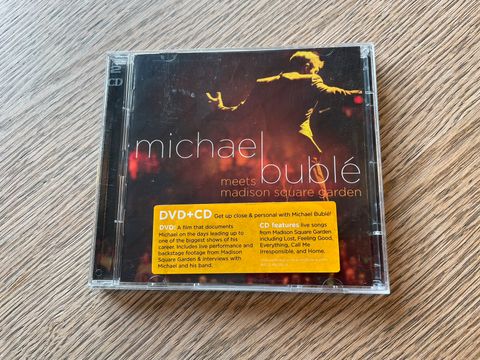 2
CD
michael
bublé
meets
madison square garden
DVD+CD Get up close & personal with Michael Bublé!
DVD: A film that documents
Michael on the days leading up to
one of the biggest shows of his
career. Includes live performance and
backstage footage from Madison
Square Garden & interviews with
Michael and his band.
CD features live songs
from Madison Square Garden
including Lost, Feeling Good,
Everything, Call Me
Irresponsible, and Home.